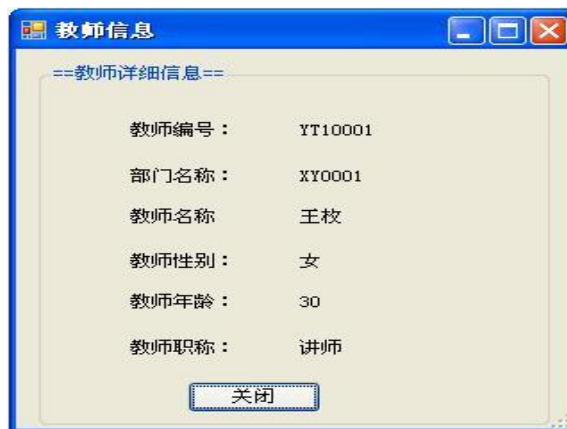 教师信息
==教师详细信息==
教师编号： YT10001
部门名称： XY0001
教师名称 王枚
教师性别： 女
教师年龄： 30
教师职称： 讲师
关闭